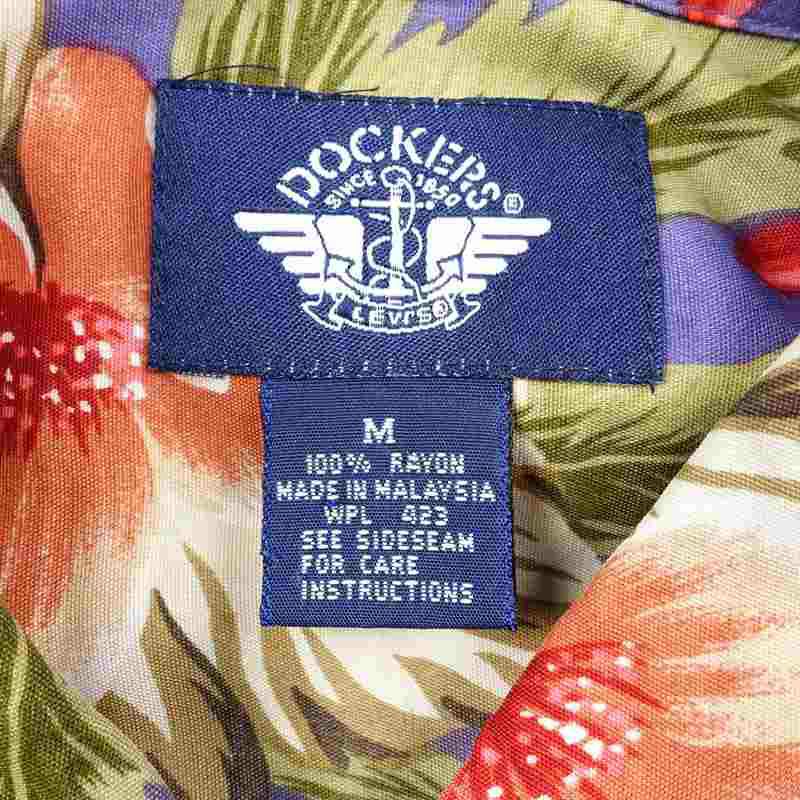 DOCKERS®
SINCE 1850
LEVI'S®
M
100% RAYON
MADE IN MALAYSIA
WPL 423
SEE SIDESEAM
FOR CARE
INSTRUCTIONS